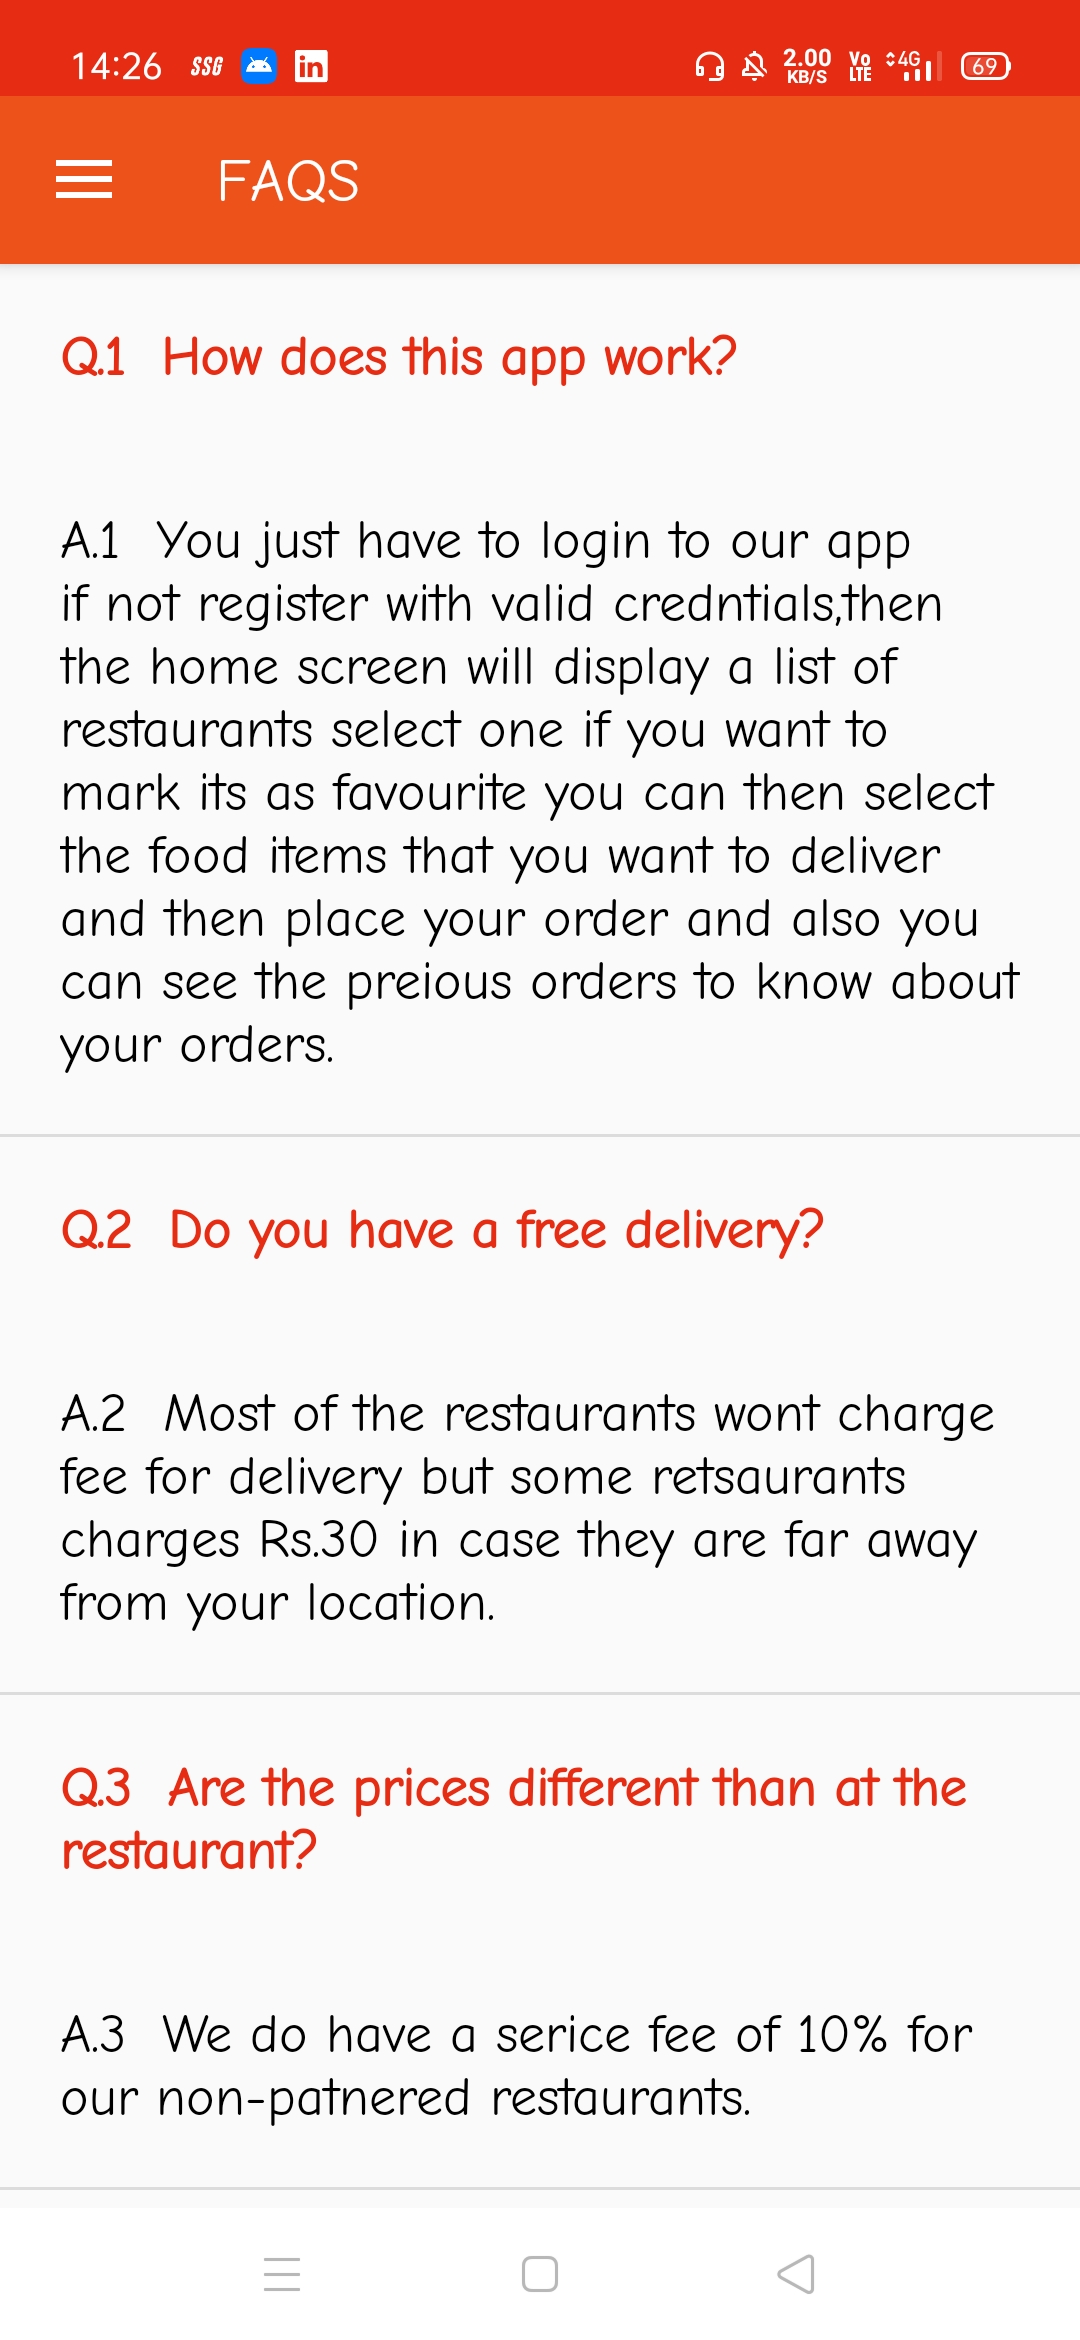 14:26 SSG in 2.00 KB/S Vo LTE 4G 69
FAQS
Q.1 How does this app work?
A.1 You just have to login to our app
if not register with valid credntials,then
the home screen will display a list of
restaurants select one if you want to
mark its as favourite you can then select
the food items that you want to deliver
and then place your order and also you
can see the preious orders to know about
your orders.
Q.2 Do you have a free delivery?
A.2 Most of the restaurants wont charge
fee for delivery but some retsaurants
charges Rs.30 in case they are far away
from your location.
Q.3 Are the prices different than at the
restaurant?
A.3 We do have a serice fee of 10% for
our non-patnered restaurants.